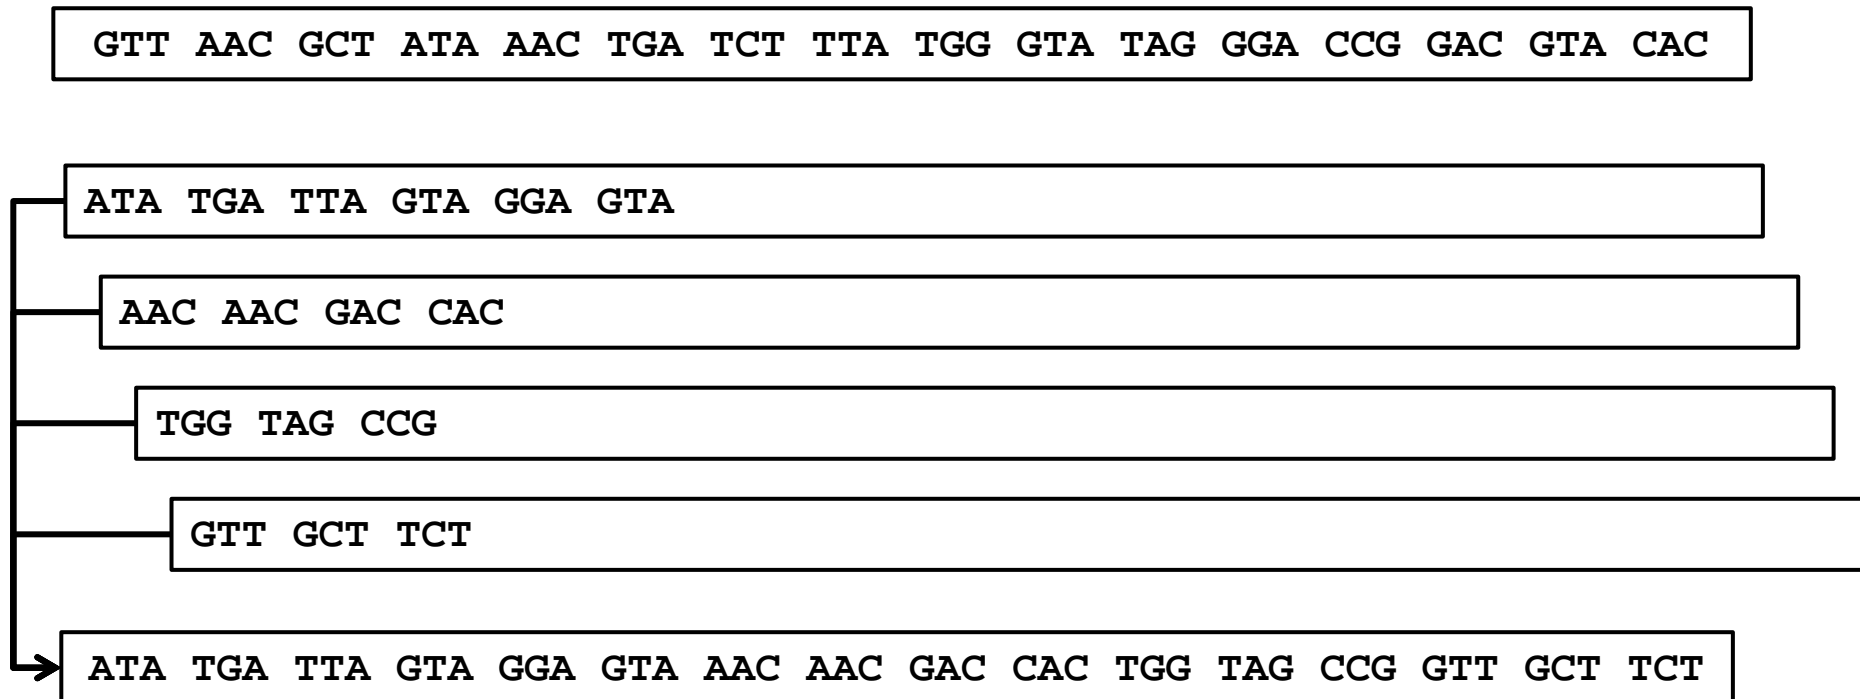 GTT AAC GCT ATA AAC TGA TCT TTA TGG GTA TAG GGA CCG GAC GTA CAC
ATA TGA TTA GTA GGA GTA
AAC AAC GAC CAC
TGG TAG CCG
GTT GCT TCT
ATA TGA TTA GTA GGA GTA AAC AAC GAC CAC TGG TAG CCG GTT GCT TCT